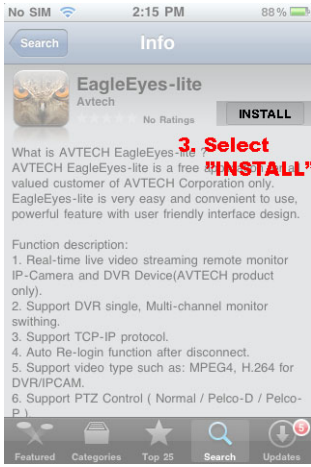 No SIM 2:15 PM 88%
Search Info
EagleEyes-lite
Avtech
No Ratings
INSTALL
3. Select
"INSTALL"
What is AVTECH EagleEyes-lite ?
AVTECH EagleEyes-lite is a free application for a
valued customer of AVTECH Corporation only.
EagleEyes-lite is very easy and convenient to use,
powerful feature with user friendly interface design.
Function description:
1. Real-time live video streaming remote monitor
IP-Camera and DVR Device(AVTECH product
only).
2. Support DVR single, Multi-channel monitor
swithing.
3. Support TCP-IP protocol.
4. Auto Re-login function after disconnect.
5. Support video type such as: MPEG4, H.264 for
DVR/IPCAM.
6. Support PTZ Control ( Normal / Pelco-D / Pelco-
P )
5
Featured Categories Top 25 Search Updates